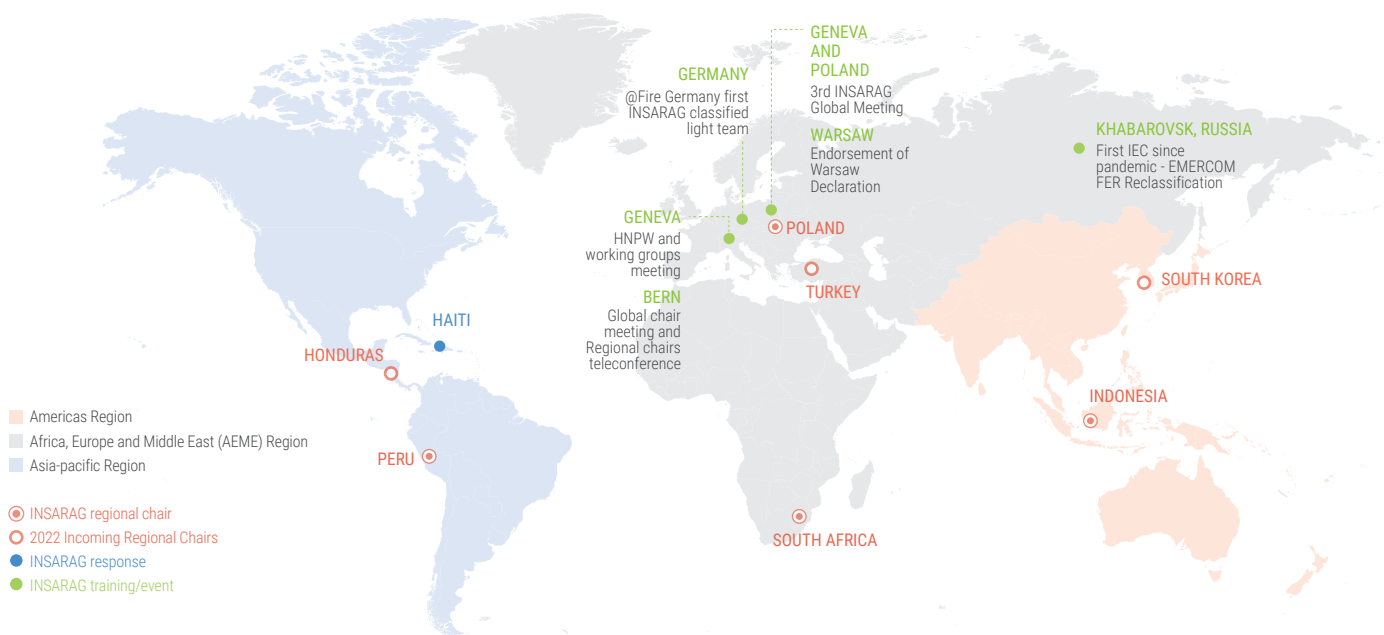 GENEVA
AND
POLAND
3rd INSARAG
Global Meeting
GERMANY
@Fire Germany first
INSARAG classified
light team
WARSAW
Endorsement of
Warsaw
Declaration
KHABAROVSK, RUSSIA
First IEC since
pandemic - EMERCOM
FER Reclassification
GENEVA
HNPW and
working groups
meeting
POLAND
TURKEY
SOUTH KOREA
BERN
Global chair
meeting and
Regional chairs
teleconference
HAITI
HONDURAS
INDONESIA
PERU
SOUTH AFRICA
Americas Region
Africa, Europe and Middle East (AEME) Region
Asia-pacific Region
INSARAG regional chair
2022 Incoming Regional Chairs
INSARAG response
INSARAG training/event